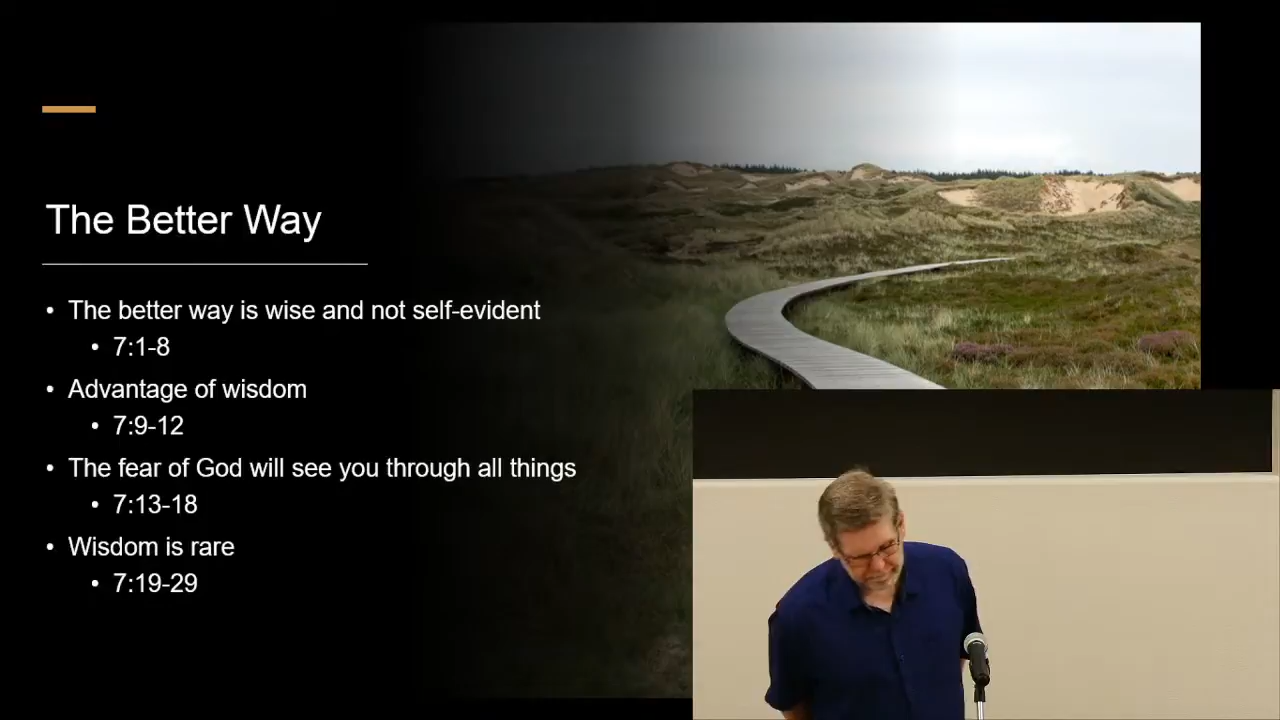 The Better Way
• The better way is wise and not self-evident
• 7:1-8
• Advantage of wisdom
• 7:9-12
• The fear of God will see you through all things
• 7:13-18
• Wisdom is rare
• 7:19-29